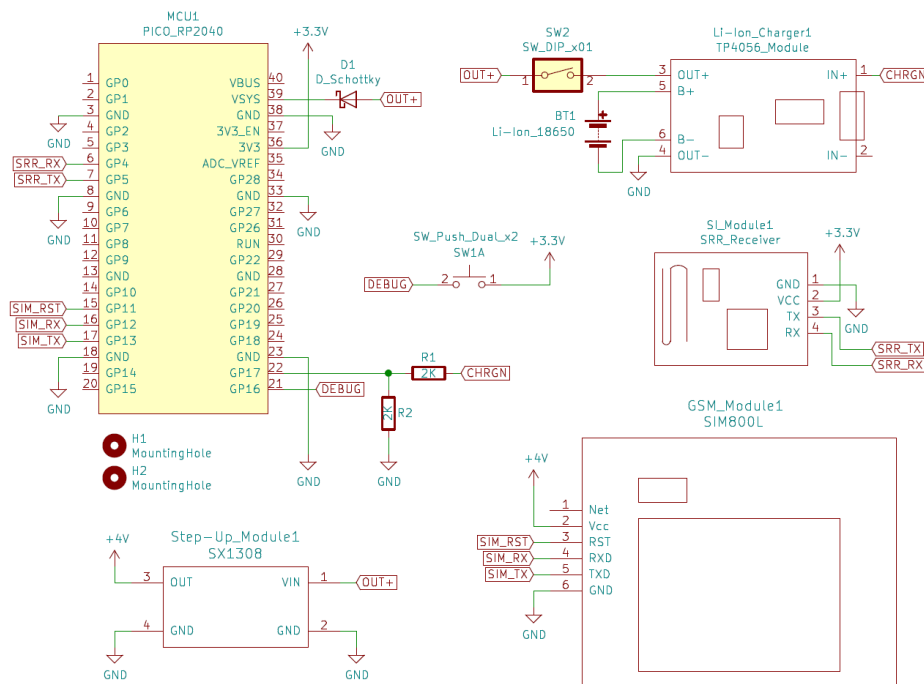 MCU1
PICO_RP2040
1 GP0
2 GP1
3 GND
4 GP2
5 GP3
6 GP4
7 GP5
8 GND
9 GP6
10 GP7
11 GP8
12 GP9
13 GND
14 GP10
15 GP11
16 GP12
17 GP13
18 GND
19 GP14
20 GP15
VBUS 40
VSYS 39
GND 38
3V3_EN 37
3V3 36
ADC_VREF 35
GP28 34
GND 33
GP27 32
GP26 31
RUN 30
GP22 29
GND 28
GP21 27
GP20 26
GP19 25
GP18 24
GND 23
GP17 22
GP16 21
GND
SRR_RX
SRR_TX
GND
SIM_RST
SIM_RX
SIM_TX
GND
+3.3V
D1
D_Schottky
OUT+
GND
GND
DEBUG
R1
2K
CHRGN
R2
2K
GND
GND
H1
MountingHole
H2
MountingHole
SW2
SW_DIP_x01
OUT+
1
2
BT1
Li-Ion_18650
+
Li-Ion_Charger1
TP4056_Module
3 OUT+
5 B+
6 B-
4 OUT-
IN+ 1
IN- 2
CHRGN
GND
SW_Push_Dual_x2
SW1A
DEBUG
2
1
+3.3V
SI_Module1
SRR_Receiver
GND 1
VCC 2
TX 3
RX 4
+3.3V
GND
SRR_TX
SRR_RX
Step-Up_Module1
SX1308
+4V
3 OUT
4 GND
VIN 1
GND 2
OUT+
GND
GND
GSM_Module1
SIM800L
+4V
1 Net
2 Vcc
3 RST
4 RXD
5 TXD
6 GND
SIM_RST
SIM_RX
SIM_TX
GND